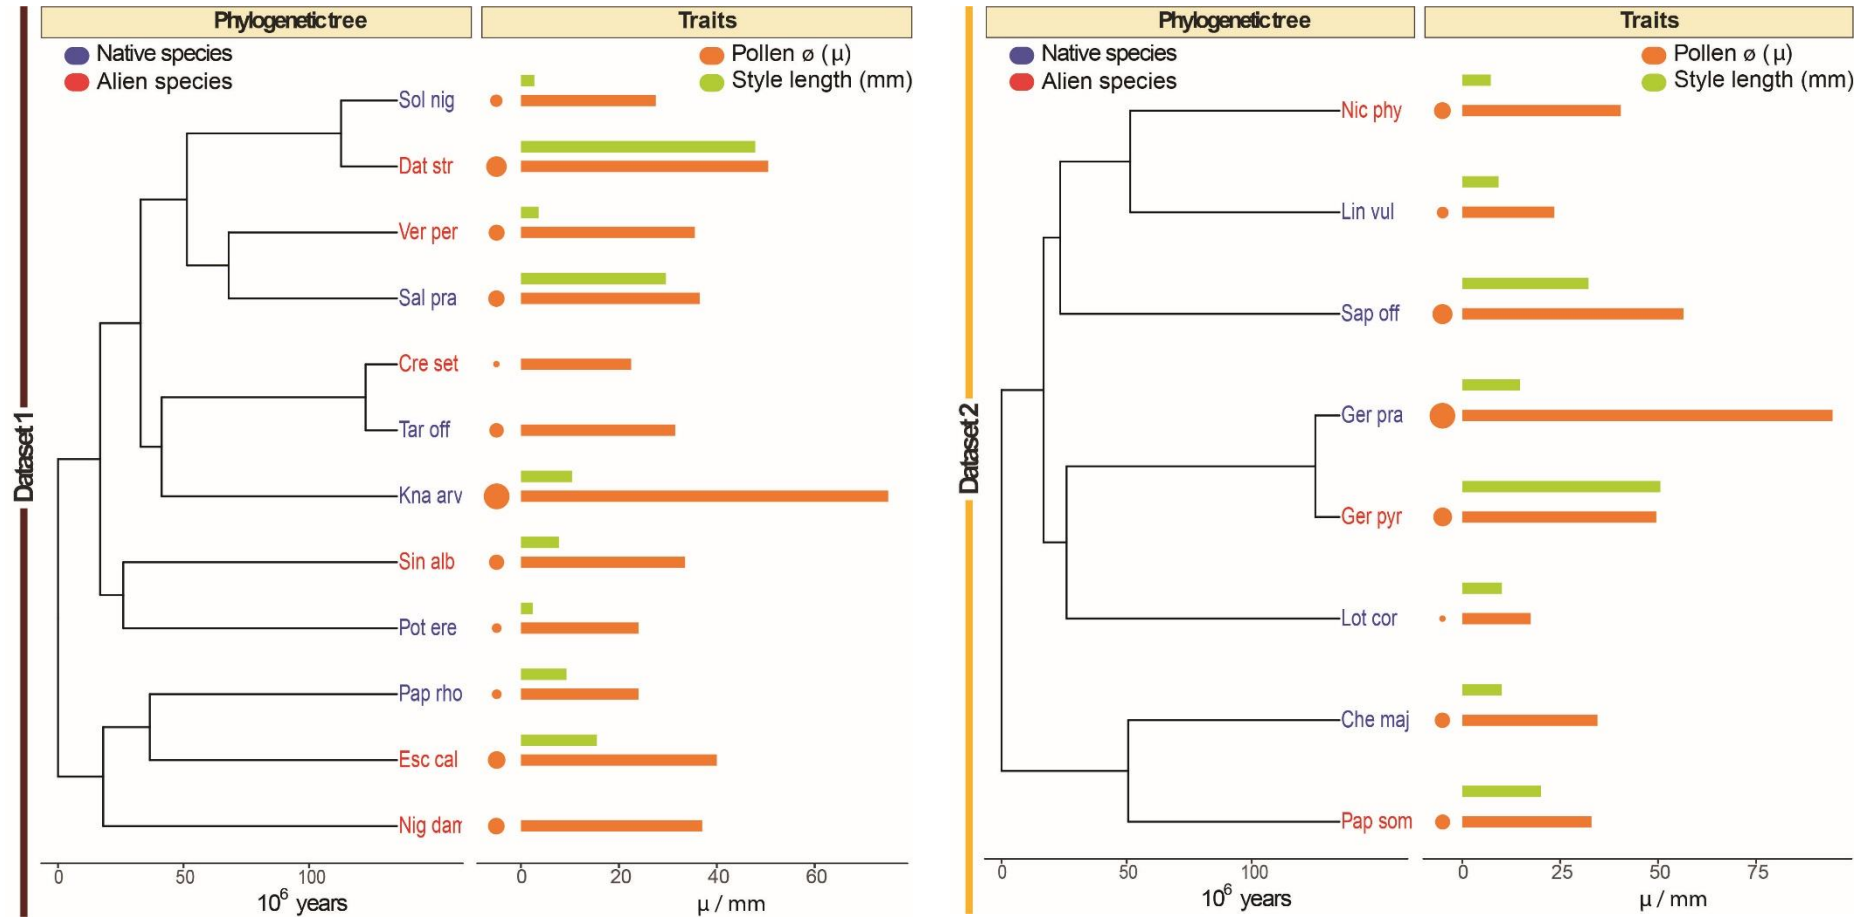 Dataset 1
Phylogenetic tree
Traits
Native species
Alien species
Pollen ø (μ)
Style length (mm)
Sol nig
Dat str
Ver per
Sal pra
Cre set
Tar off
Kna arv
Sin alb
Pot ere
Pap rho
Esc cal
Nig dam
0 50 100
10⁶ years
0 20 40 60
μ / mm
Dataset 2
Phylogenetic tree
Traits
Native species
Alien species
Pollen ø (μ)
Style length (mm)
Nic phy
Lin vul
Sap off
Ger pra
Ger pyr
Lot cor
Che maj
Pap som
0 50 100
10⁶ years
0 25 50 75
μ / mm